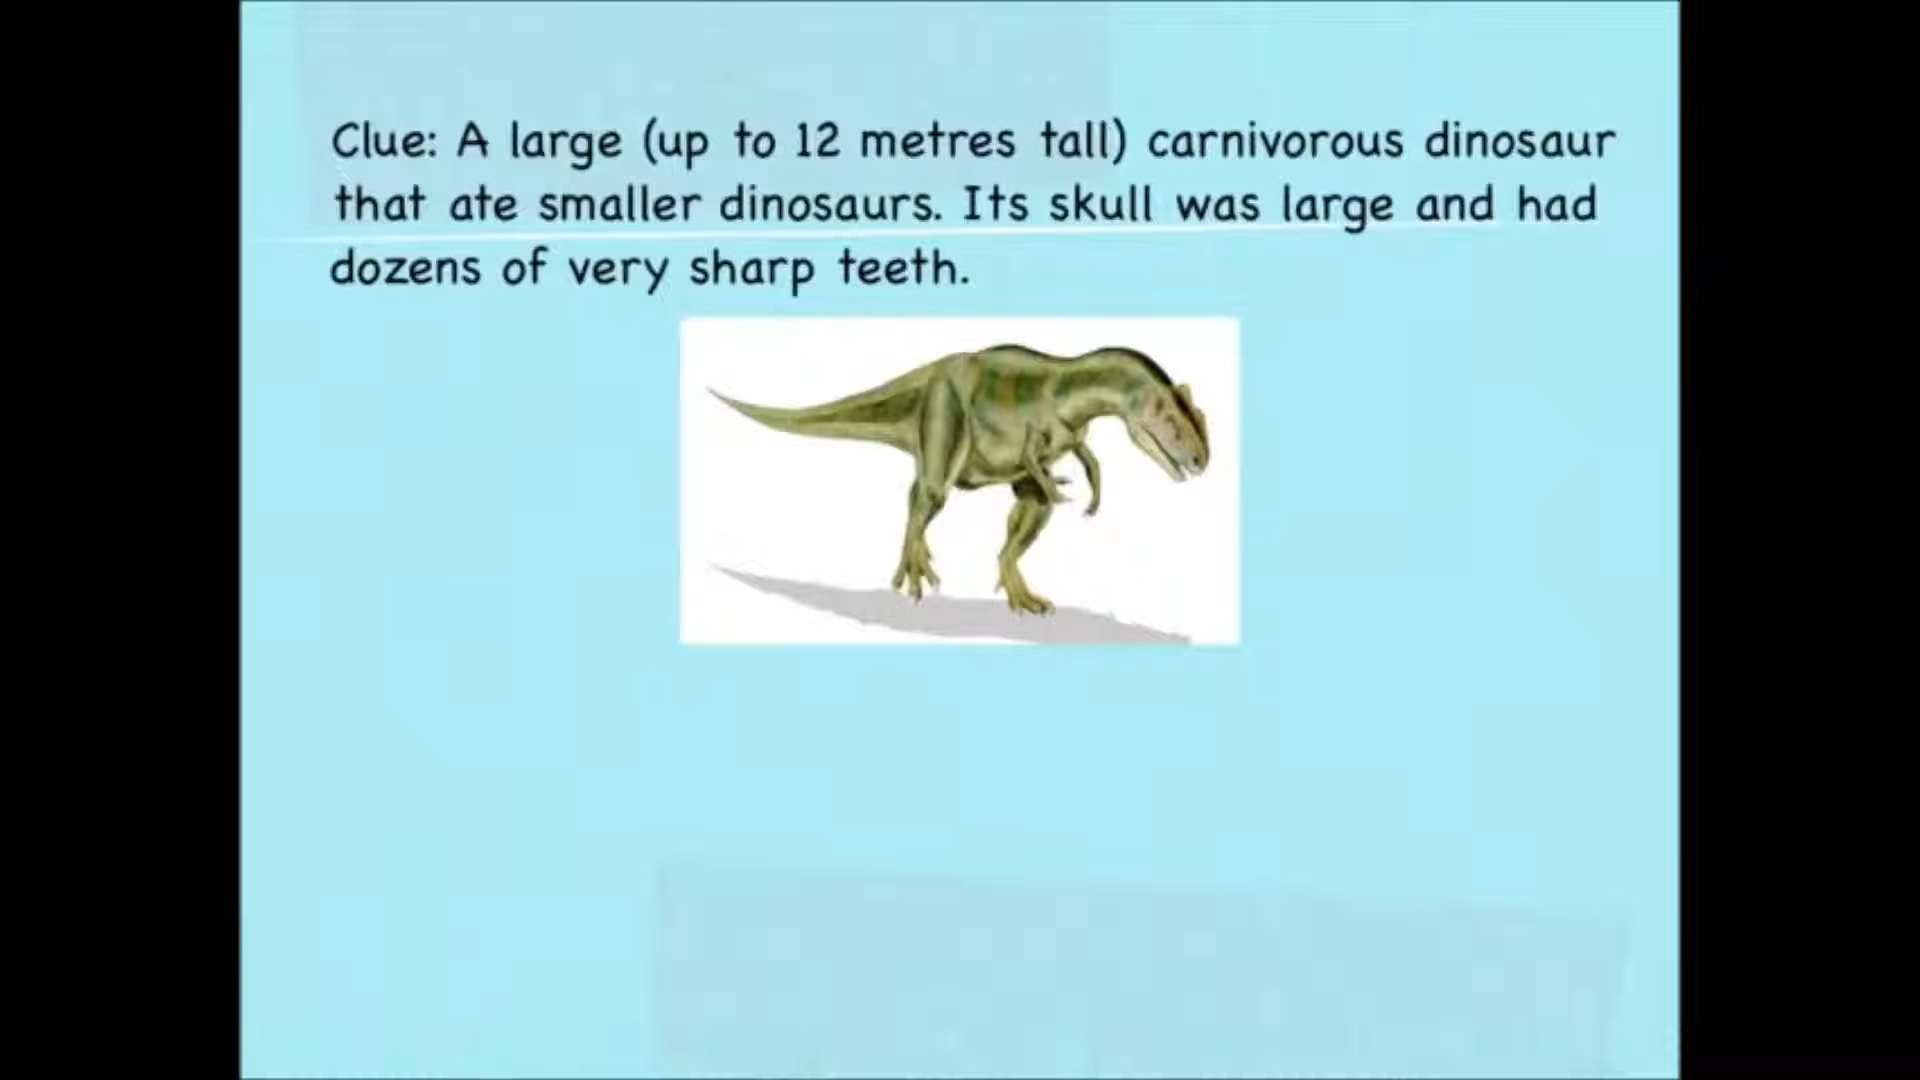 Clue: A large (up to 12 metres tall) carnivorous dinosaur
that ate smaller dinosaurs. Its skull was large and had
dozens of very sharp teeth.